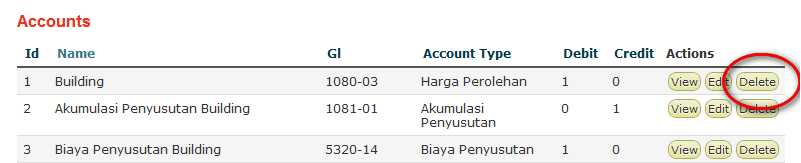 Accounts
Id Name Gl Account Type Debit Credit Actions
1 Building 1080-03 Harga Perolehan 1 0 View Edit Delete
2 Akumulasi Penyusutan Building 1081-01 Akumulasi Penyusutan 0 1 View Edit Delete
3 Biaya Penyusutan Building 5320-14 Biaya Penyusutan 1 0 View Edit Delete